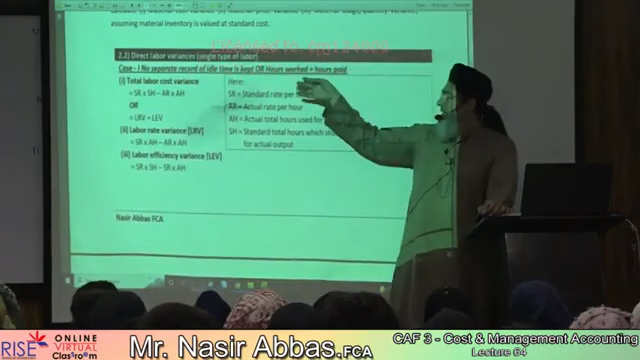 assuming material inventory is valued at standard cost.
2.2) Direct labor variances (single type of labor)
Case - I No separate record of idle time is kept OR Hours worked = hours paid
(i) Total labor cost variance
= SR x SH – AR x AH
OR
= LRV + LEV
(ii) Labor rate variance [LRV]
= SR x AH – AR x AH
(iii) Labor efficiency variance [LEV]
= SR x SH – SR x AH
Here:
SR = Standard rate per
AR = Actual rate per hour
AH = Actual total hours used for
SH = Standard total hours which
for actual output
Nasir Abbas FCA
RISE
ONLINE
VIRTUAL
Classroom
Mr. Nasir Abbas.FCA
CAF 3 - Cost & Management Accounting
Lecture 64